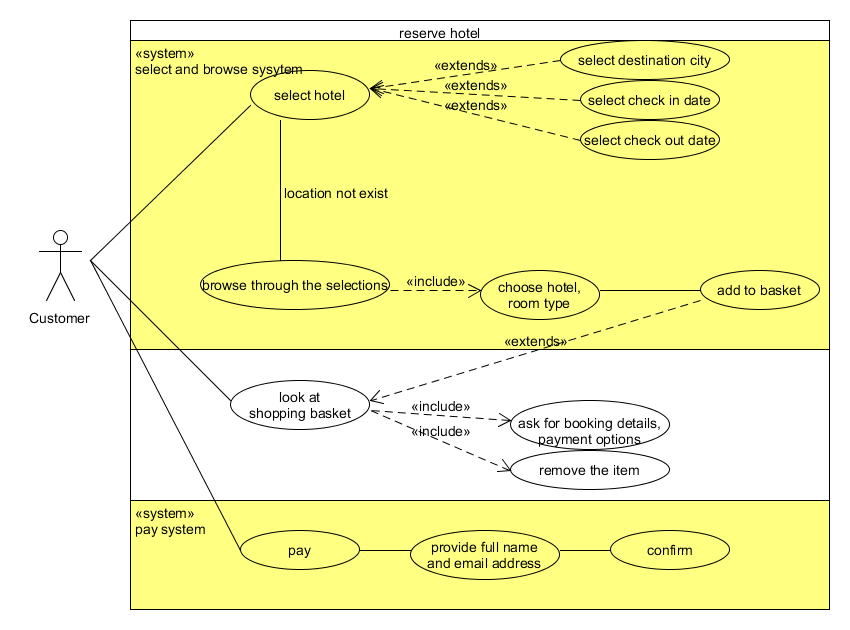 reserve hotel
«system»
select and browse sysytem
select hotel
«extends»
select destination city
«extends»
select check in date
«extends»
select check out date
location not exist
browse through the selections
«include»
choose hotel,
room type
add to basket
Customer
«extends»
look at
shopping basket
«include»
ask for booking details,
payment options
«include»
remove the item
«system»
pay system
pay
provide full name
and email address
confirm